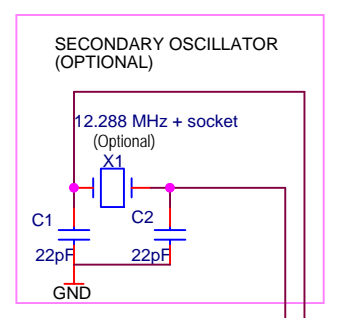 SECONDARY OSCILLATOR
(OPTIONAL)
12.288 MHz + socket
(Optional)
X1
C1
C2
22pF
22pF
GND